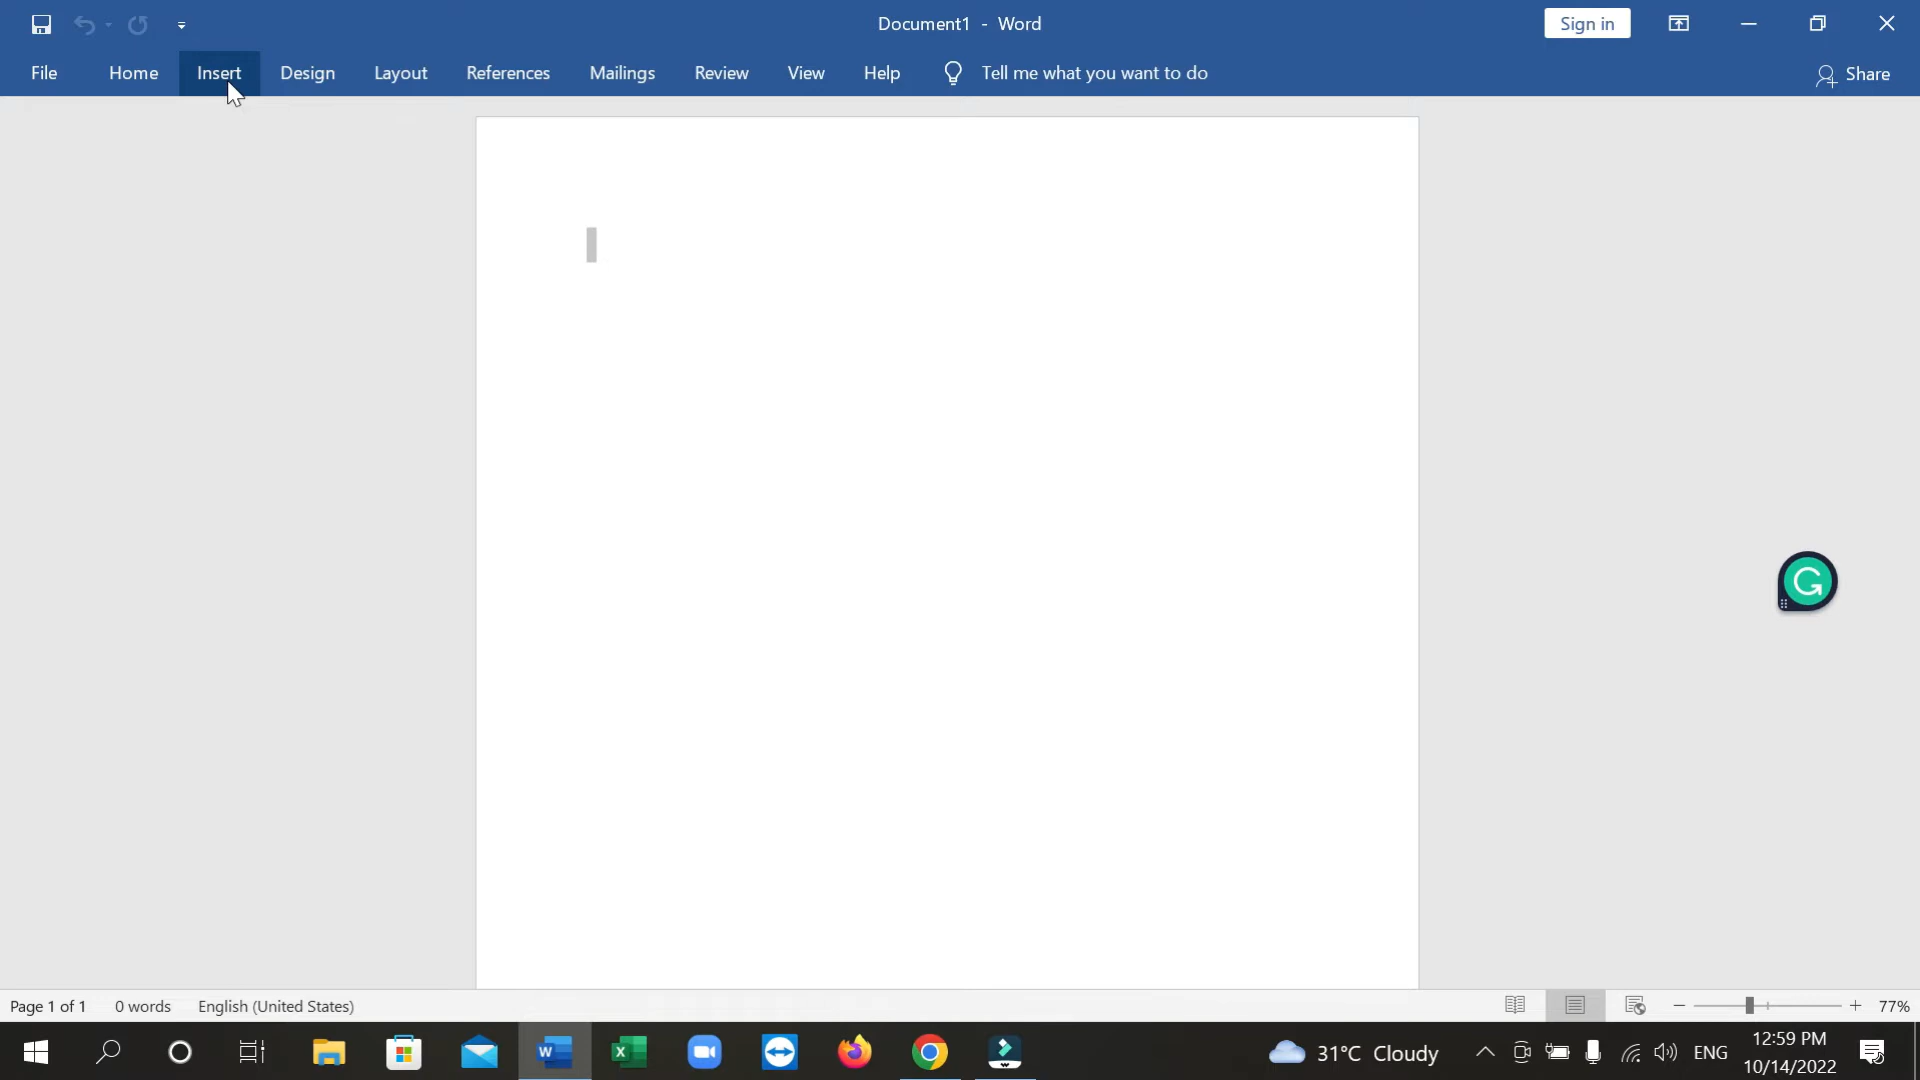 Document1 - Word
Sign in
File Home Insert Design Layout References Mailings Review View Help Tell me what you want to do Share
Page 1 of 1 0 words English (United States) 77%
31°C Cloudy ENG 12:59 PM
10/14/2022